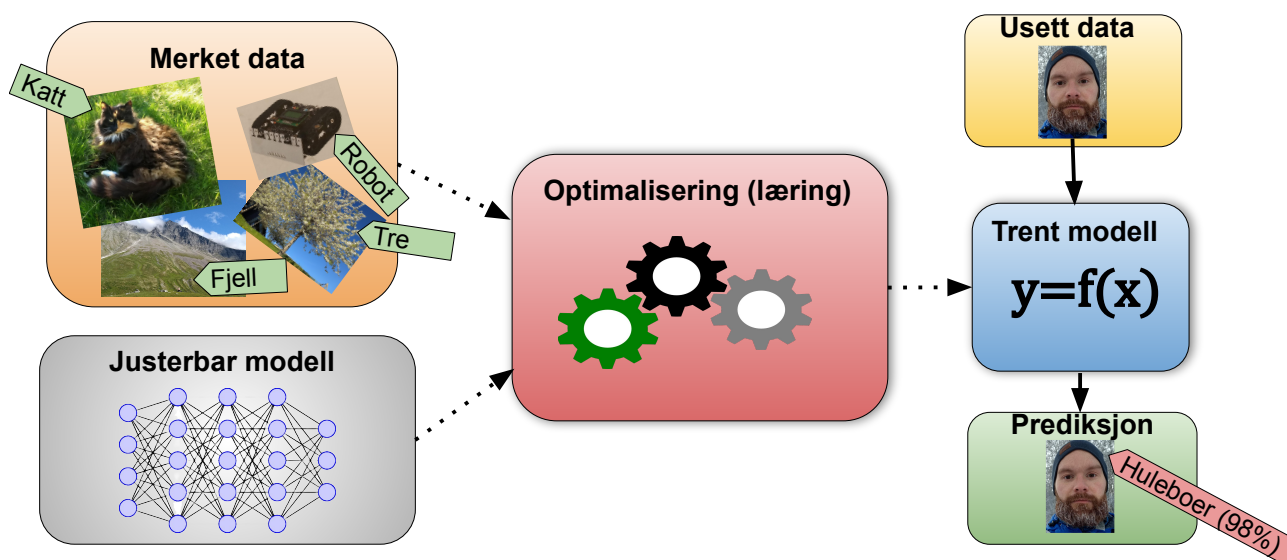 Merket data
Katt
Robot
Tre
Fjell
Justerbar modell
Optimalisering (læring)
Usett data
Trent modell
y=f(x)
Prediksjon
Huleboer (98%)